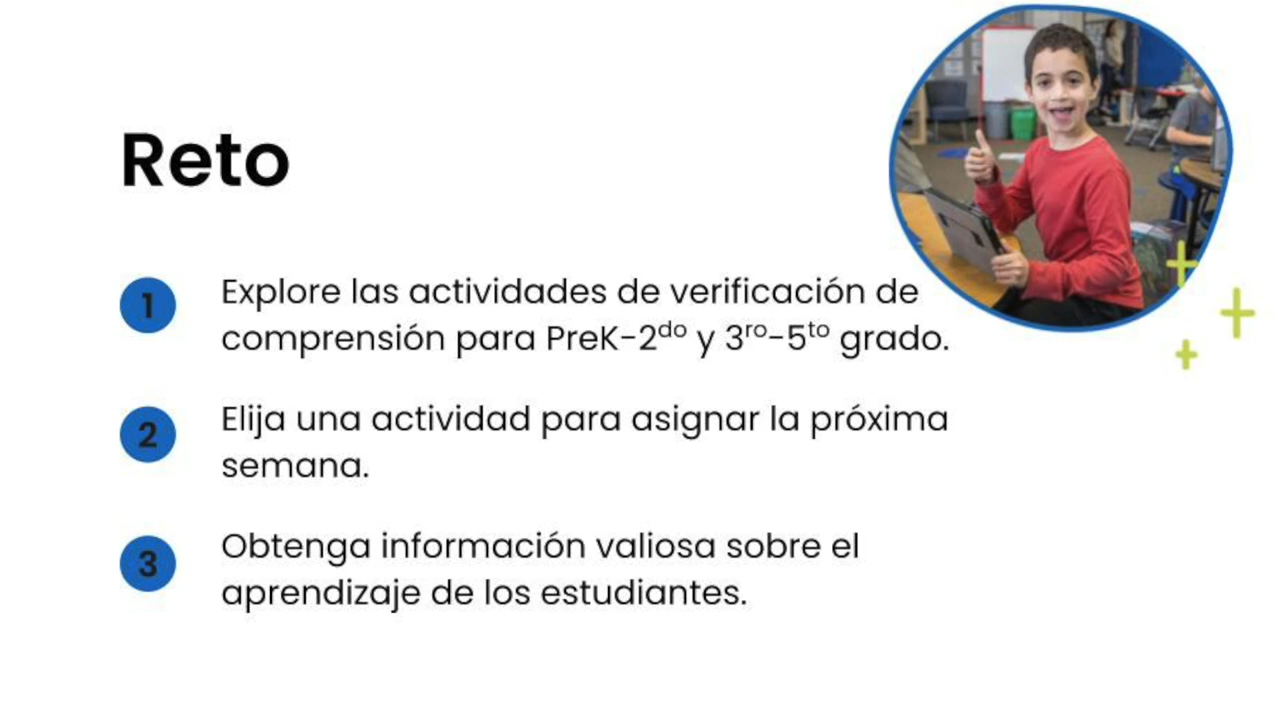 Reto
1 Explore las actividades de verificación de
comprensión para PreK-2do y 3ro-5to grado.
2 Elija una actividad para asignar la próxima
semana.
3 Obtenga información valiosa sobre el
aprendizaje de los estudiantes.